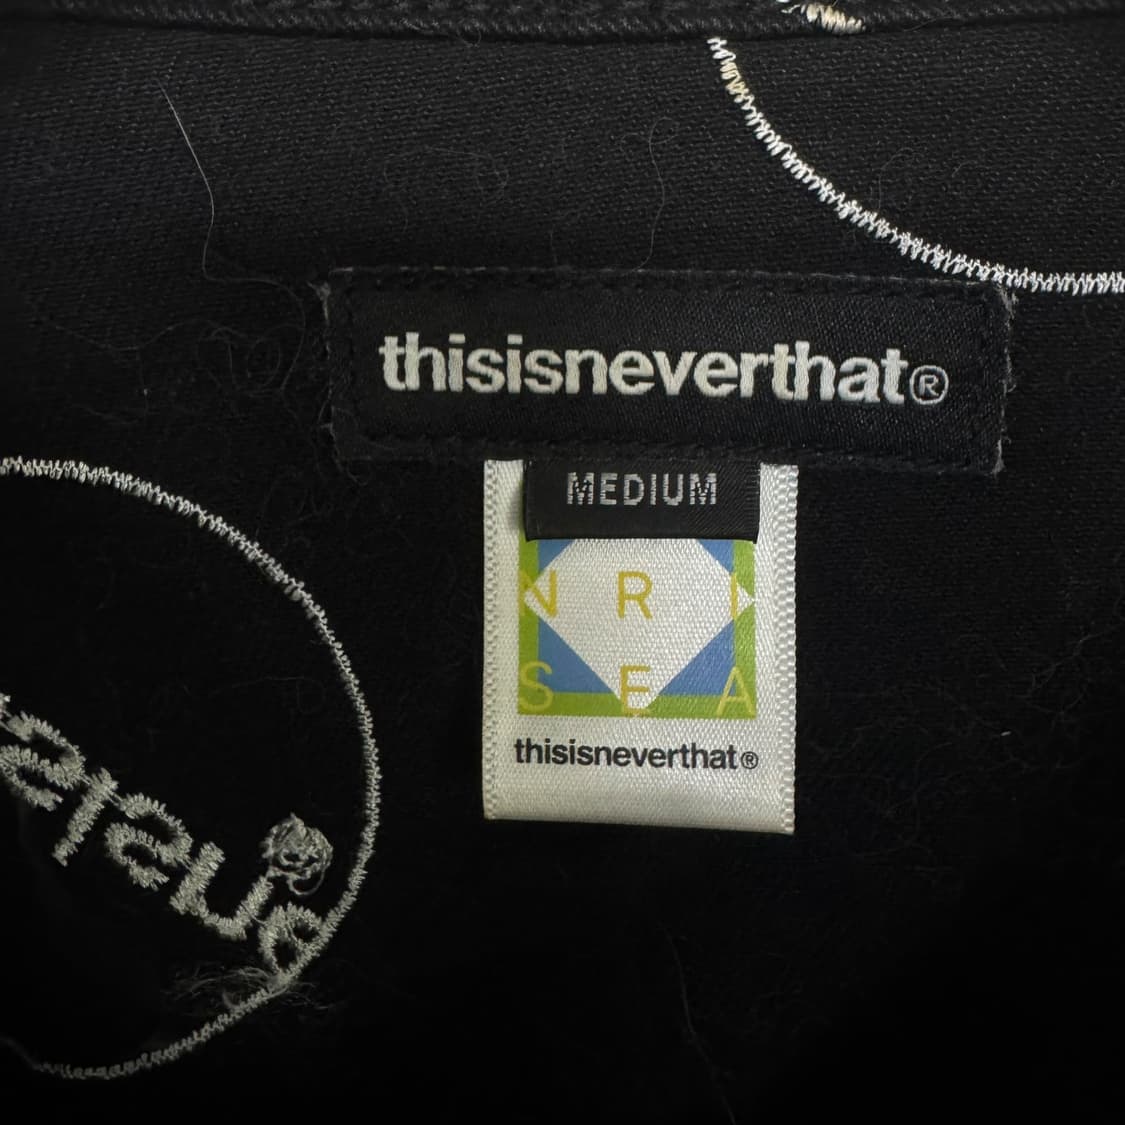 thisisneverthat®
MEDIUM
N R I
S E A
thisisneverthat®